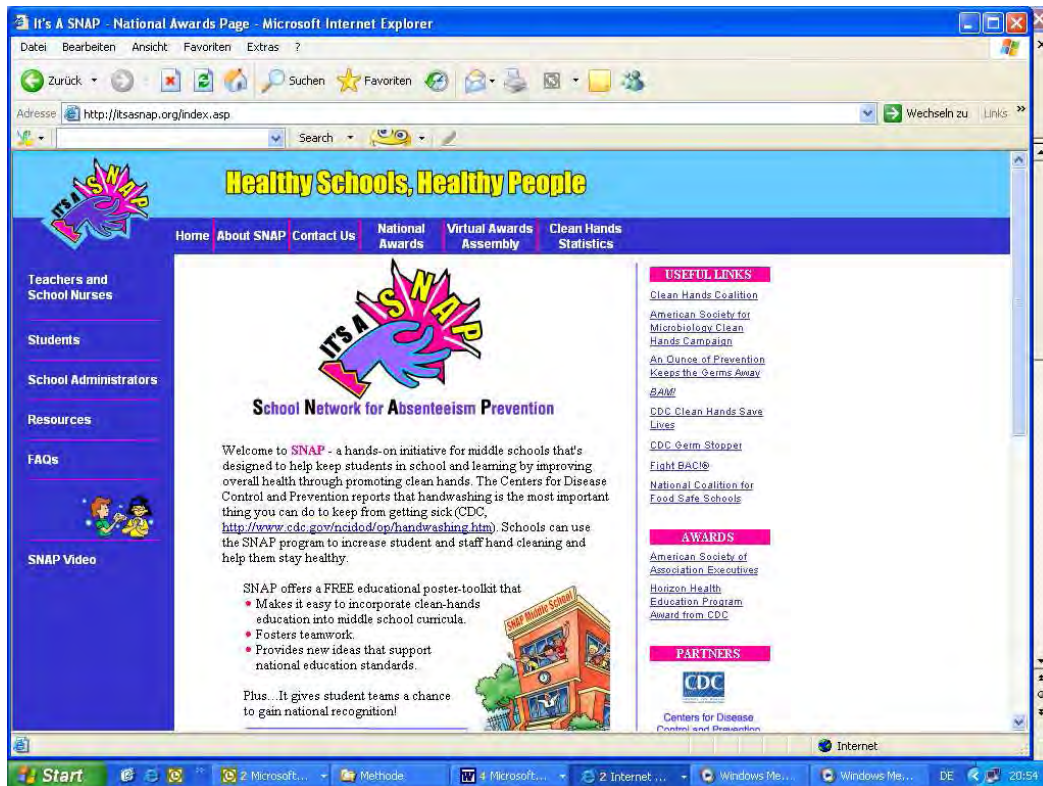 It's A SNAP - National Awards Page - Microsoft Internet Explorer
Datei Bearbeiten Ansicht Favoriten Extras ?
Zurück Suchen Favoriten
Adresse http://itsasnap.org/index.asp Wechseln zu Links »
Search
IT'S A SNAP
Healthy Schools, Healthy People
Home About SNAP Contact Us National Awards Virtual Awards Assembly Clean Hands Statistics
Teachers and
School Nurses
Students
School Administrators
Resources
FAQs
SNAP Video
IT'S A SNAP
School Network for Absenteeism Prevention
Welcome to SNAP - a hands-on initiative for middle schools that's
designed to help keep students in school and learning by improving
overall health through promoting clean hands. The Centers for Disease
Control and Prevention reports that handwashing is the most important
thing you can do to keep from getting sick (CDC,
http://www.cdc.gov/ncidod/op/handwashing.htm). Schools can use
the SNAP program to increase student and staff hand cleaning and
help them stay healthy.
SNAP offers a FREE educational poster-toolkit that
• Makes it easy to incorporate clean-hands
education into middle school curricula.
• Fosters teamwork.
• Provides new ideas that support
national education standards.
Plus...It gives student teams a chance
to gain national recognition!
SNAP Middle School
USEFUL LINKS
Clean Hands Coalition
American Society for
Microbiology Clean
Hands Campaign
An Ounce of Prevention
Keeps the Germs Away
BAM!
CDC Clean Hands Save
Lives
CDC Germ Stopper
Fight BAC!®
National Coalition for
Food Safe Schools
AWARDS
American Society of
Association Executives
Horizon Health
Education Program
Award from CDC
PARTNERS
CDC
Centers for Disease
Control and Prevention
Internet
Start » 2 Microsoft... Methode 4 Microsoft... 2 Internet ... Windows Me... Windows Me... DE 20:54